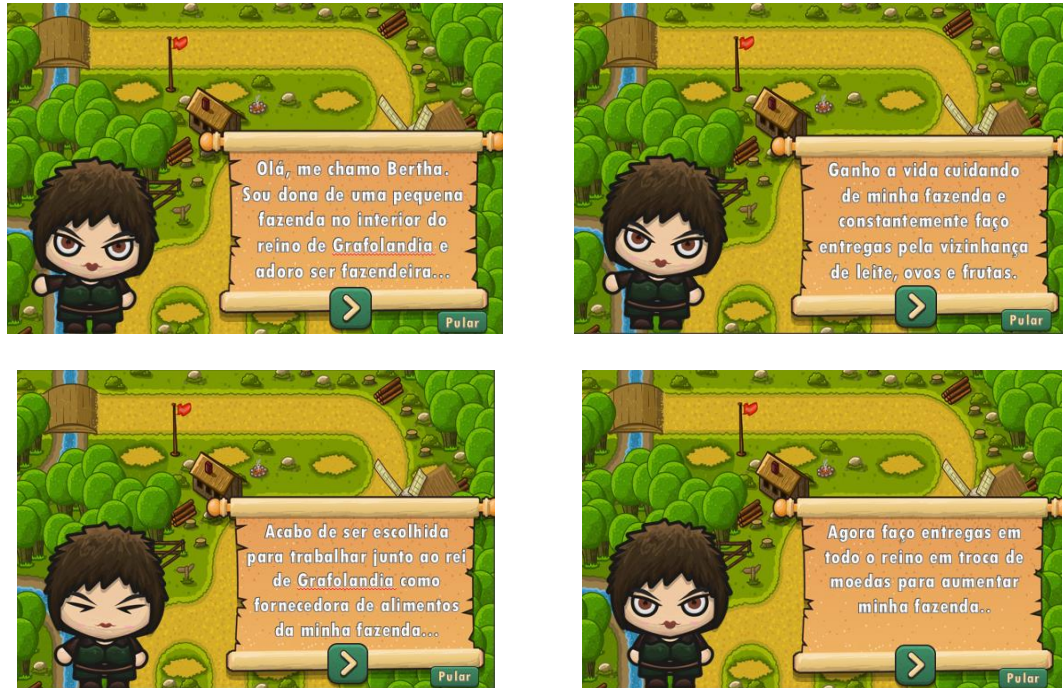 Olá, me chamo Bertha.
Sou dona de uma pequena
fazenda no interior do
reino de Grafolandia e
adoro ser fazendeira...
Pular
Ganho a vida cuidando
de minha fazenda e
constantemente faço
entregas pela vizinhança
de leite, ovos e frutas.
Pular
Acabo de ser escolhida
para trabalhar junto ao rei
de Grafolandia como
fornecedora de alimentos
da minha fazenda...
Pular
Agora faço entregas em
todo o reino em troca de
moedas para aumentar
minha fazenda..
Pular